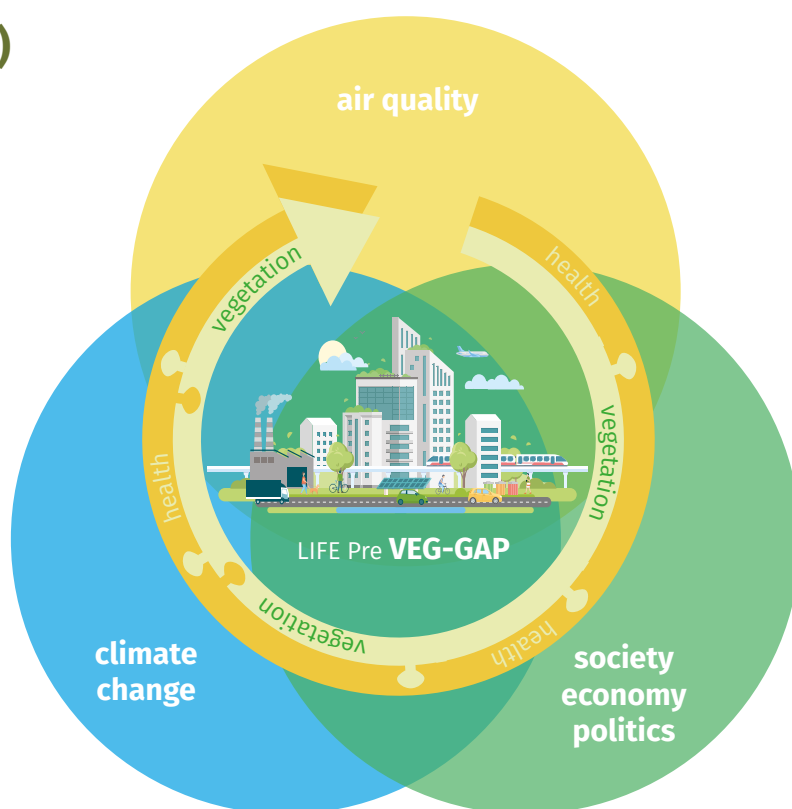 )
air quality
health
vegetation
vegetation
health
LIFE Pre VEG-GAP
vegetation
health
climate
change
society
economy
politics